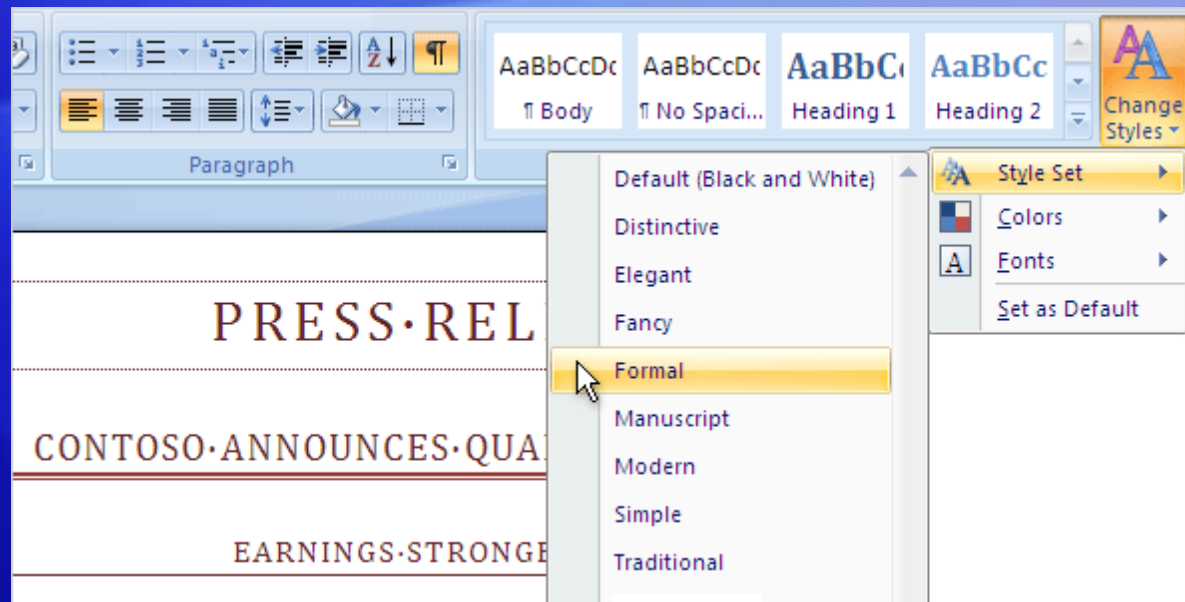 AaBbCcDc AaBbCcDc AaBbC AaBbCc
¶ Body ¶ No Spaci... Heading 1 Heading 2
Change
Styles
Paragraph
Style Set
Colors
Fonts
Set as Default
Default (Black and White)
Distinctive
Elegant
Fancy
Formal
Manuscript
Modern
Simple
Traditional
PRESS·REL
CONTOSO·ANNOUNCES·QUA
EARNINGS·STRONGE